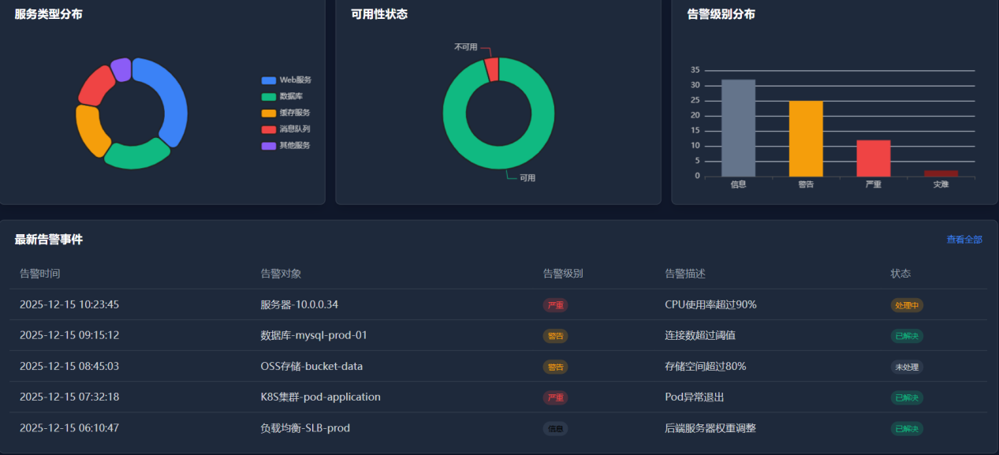 服务类型分布
Web服务
数据库
缓存服务
消息队列
其他服务
可用性状态
不可用
可用
告警级别分布
35
30
25
20
15
10
5
0
信息 警告 严重 灾难
最新告警事件 查看全部
告警时间 告警对象 告警级别 告警描述 状态
2025-12-15 10:23:45 服务器-10.0.0.34 严重 CPU使用率超过90% 处理中
2025-12-15 09:15:12 数据库-mysql-prod-01 警告 连接数超过阈值 已解决
2025-12-15 08:45:03 OSS存储-bucket-data 警告 存储空间超过80% 未处理
2025-12-15 07:32:18 K8S集群-pod-application 严重 Pod异常退出 已解决
2025-12-15 06:10:47 负载均衡-SLB-prod 信息 后端服务器权重调整 已解决